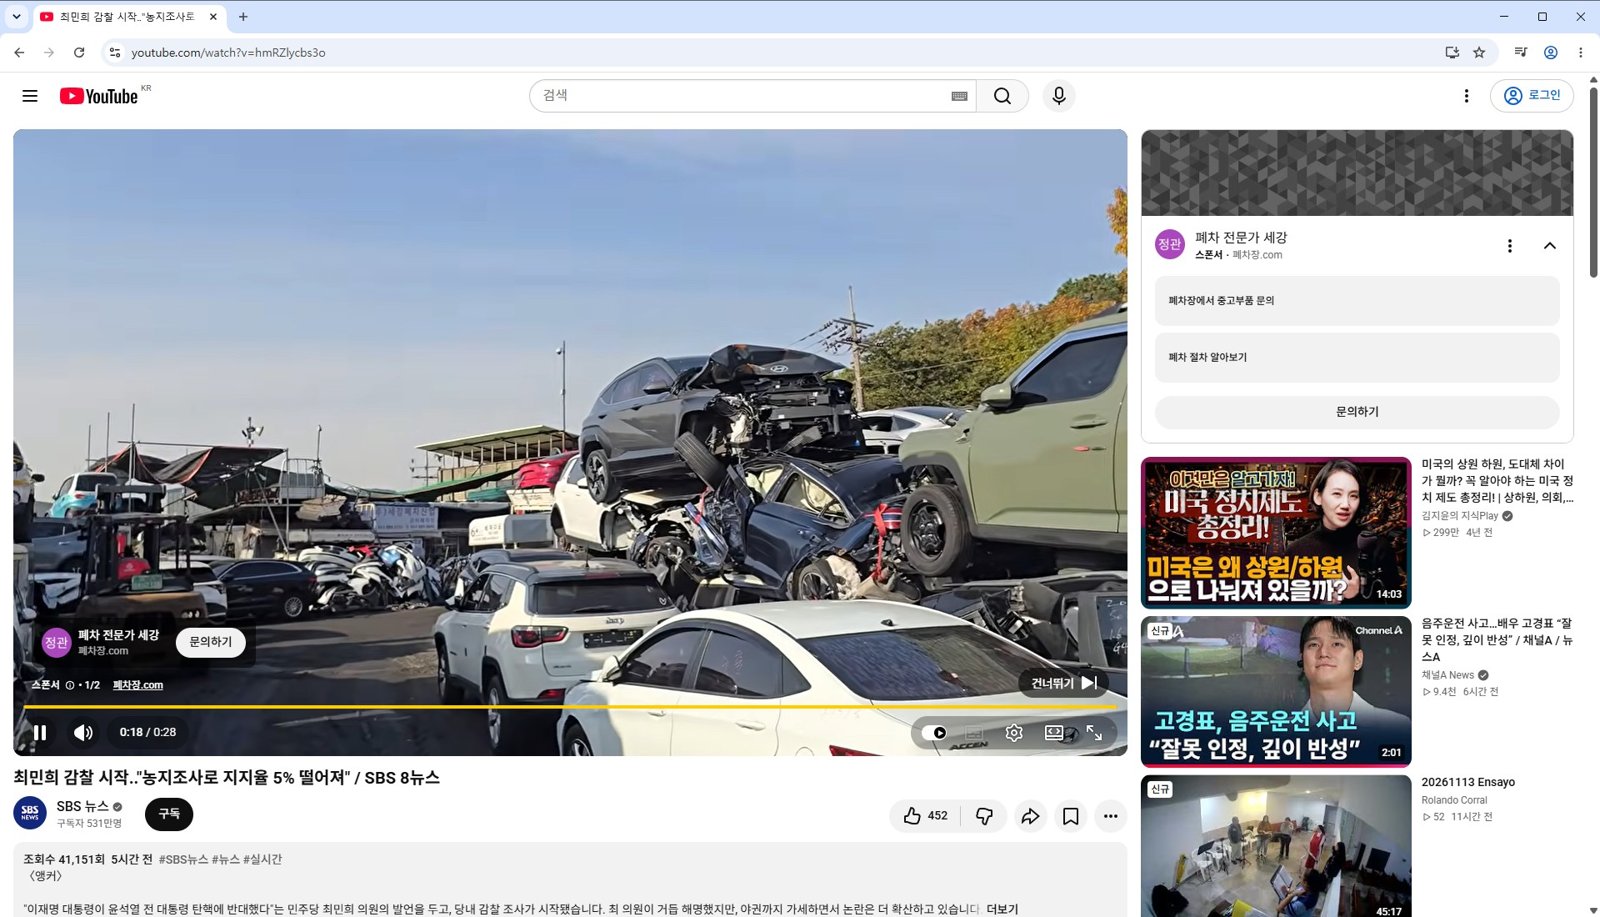 최민희 감찰 시작.."농지조사로
youtube.com/watch?v=hmRZlycbs3o
YouTube KR
검색
로그인
폐차 전문가 세강
폐차장.com
문의하기
스폰서 · 1/2 폐차장.com
건너뛰기
0:18 / 0:28
최민희 감찰 시작.."농지조사로 지지율 5% 떨어져" / SBS 8뉴스
SBS NEWS
SBS 뉴스
구독자 531만명
구독
452
조회수 41,151회 5시간 전 #SBS뉴스 #뉴스 #실시간
〈앵커〉
"이재명 대통령이 윤석열 전 대통령 탄핵에 반대했다"는 민주당 최민희 의원의 발언을 두고, 당내 감찰 조사가 시작됐습니다. 최 의원이 거듭 해명했지만, 야권까지 가세하면서 논란은 더 확산하고 있습니다. 더보기
정관
폐차 전문가 세강
스폰서 · 폐차장.com
폐차장에서 중고부품 문의
폐차 절차 알아보기
문의하기
이것만은 알고가자!
미국 정치제도
총정리!
미국은 왜 상원/하원
으로 나눠져 있을까?
14:03
미국의 상원 하원, 도대체 차이
가 뭘까? 꼭 알아야 하는 미국 정
치 제도 총정리! | 상하원, 의회,...
김지윤의 지식Play
299만 4년 전
신규
Channel A
고경표, 음주운전 사고
“잘못 인정, 깊이 반성”
2:01
음주운전 사고…배우 고경표 “잘
못 인정, 깊이 반성” / 채널A / 뉴
스A
채널A News
9.4천 6시간 전
신규
45:17
20261113 Ensayo
Rolando Corral
52 11시간 전